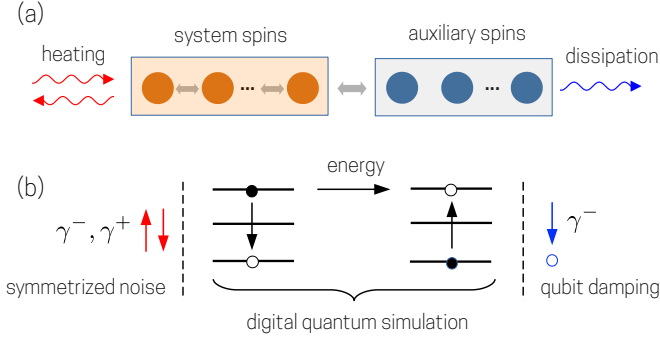 (a)
system spins
auxiliary spins
heating
dissipation
...
...
(b)
energy
γ⁻, γ⁺
γ⁻
symmetrized noise
qubit damping
digital quantum simulation